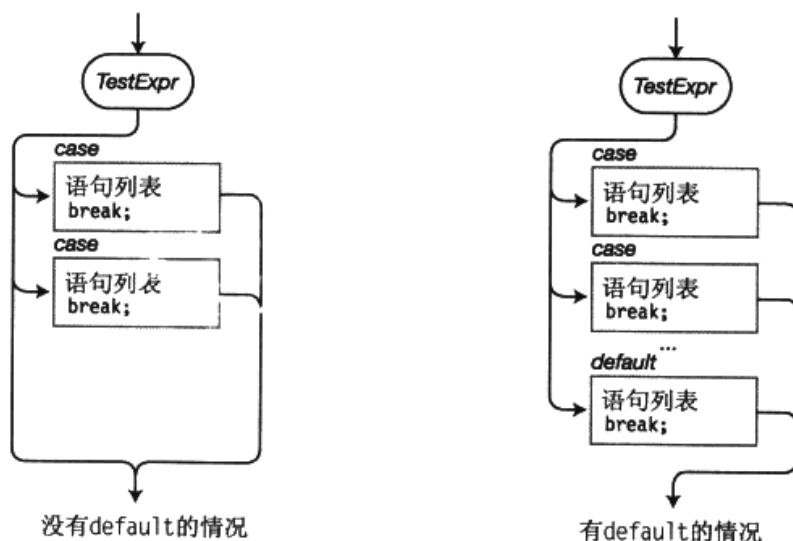 TestExpr
case
语句列表
break;
case
语句列表
break;
没有default的情况
TestExpr
case
语句列表
break;
case
语句列表
break;
...
default
语句列表
break;
有default的情况